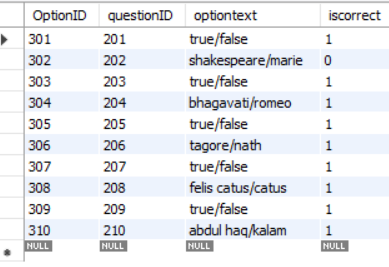 OptionID questionID optiontext iscorrect
301 201 true/false 1
302 202 shakespeare/marie 0
303 203 true/false 1
304 204 bhagavati/romeo 1
305 205 true/false 1
306 206 tagore/nath 1
307 207 true/false 1
308 208 felis catus/catus 1
309 209 true/false 1
310 210 abdul haq/kalam 1
NULL NULL NULL NULL